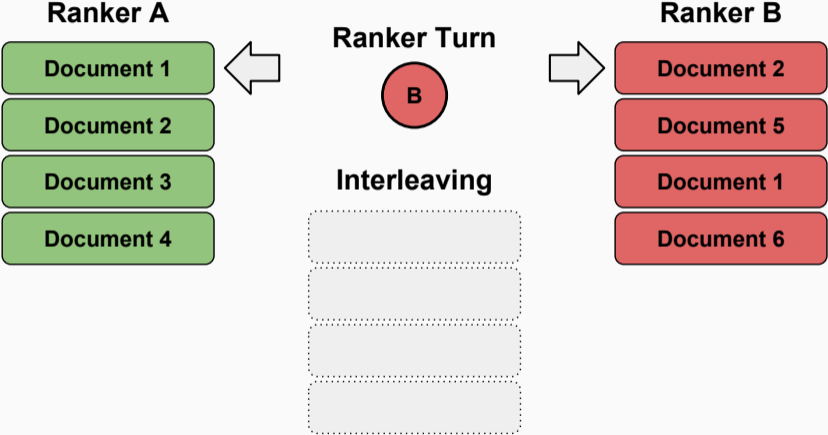 Ranker A
Document 1
Document 2
Document 3
Document 4
Ranker Turn
B
Interleaving
Ranker B
Document 2
Document 5
Document 1
Document 6